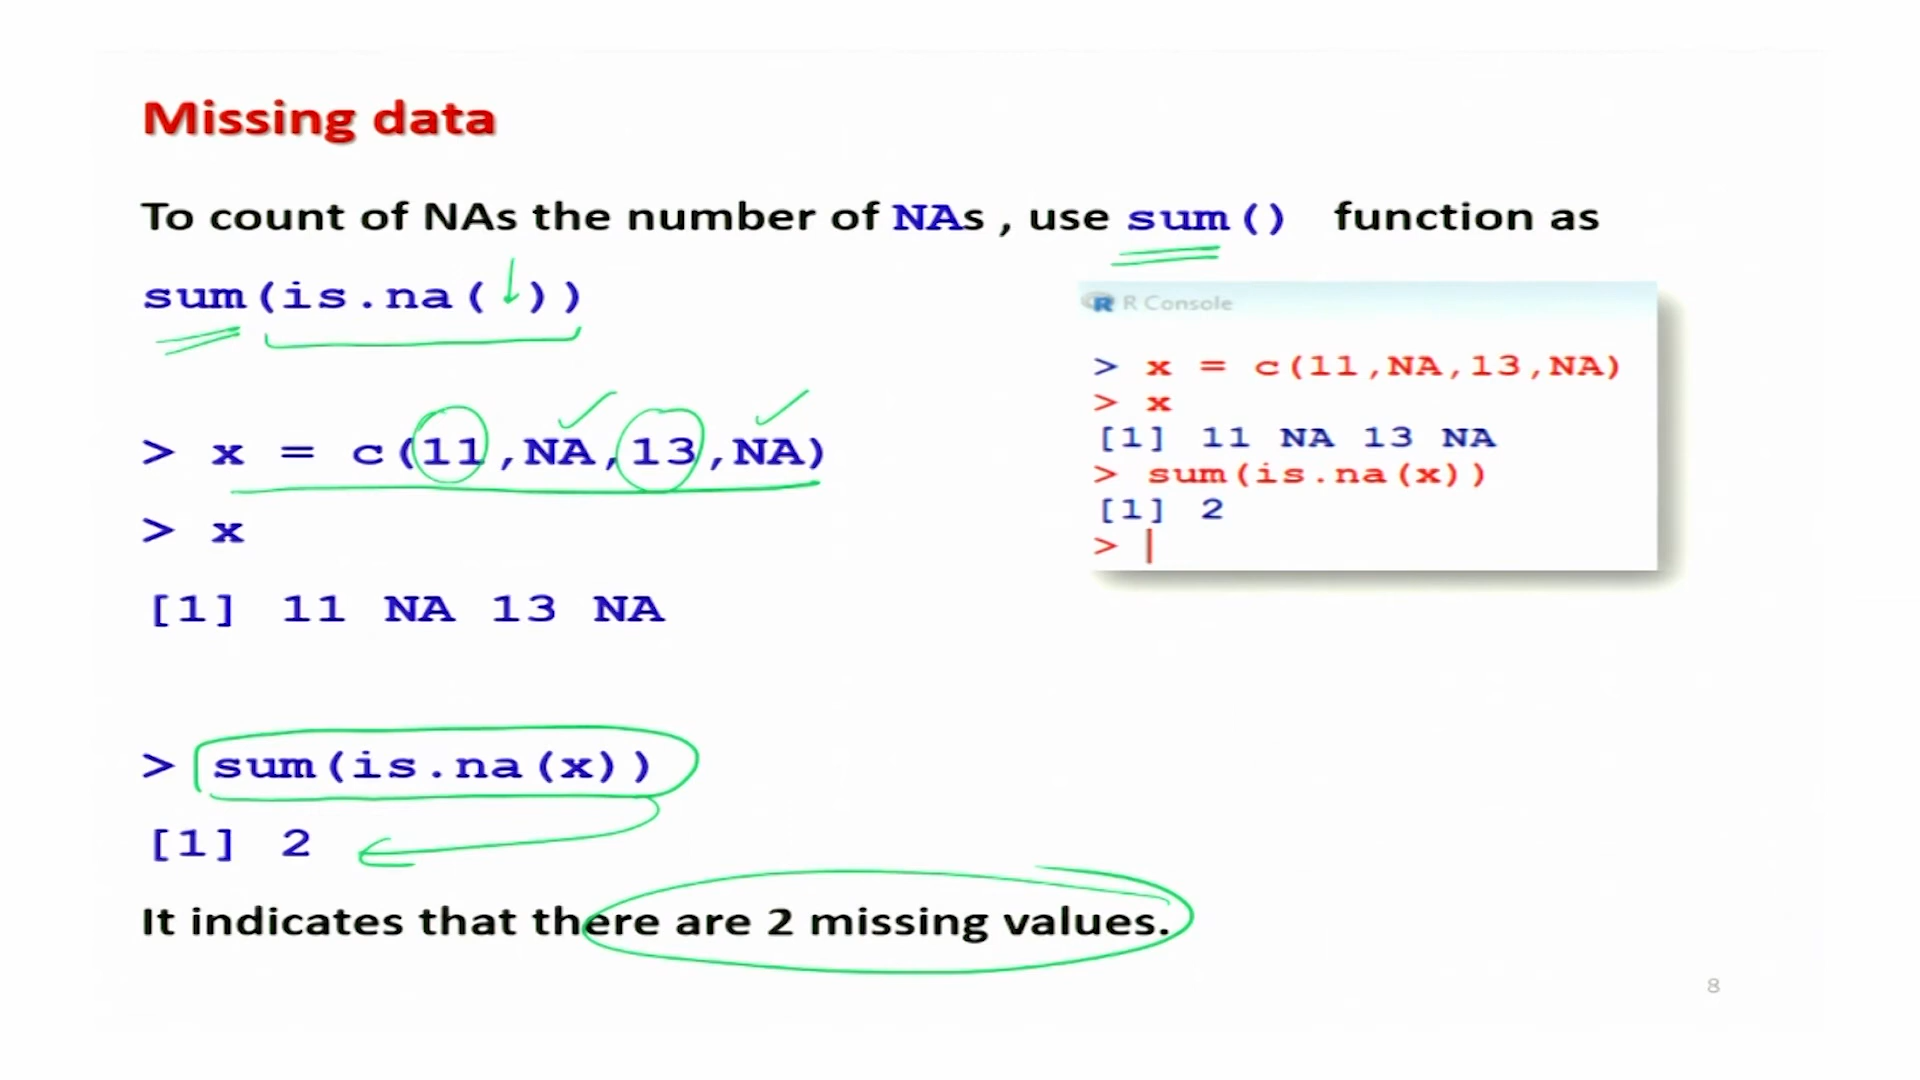 Missing data
To count of NAs the number of NAs , use sum() function as
sum(is.na( ))
> x = c(11,NA,13,NA)
> x
[1] 11 NA 13 NA
> sum(is.na(x))
[1] 2
It indicates that there are 2 missing values.
R R Console
> x = c(11,NA,13,NA)
> x
[1] 11 NA 13 NA
> sum(is.na(x))
[1] 2
>
8